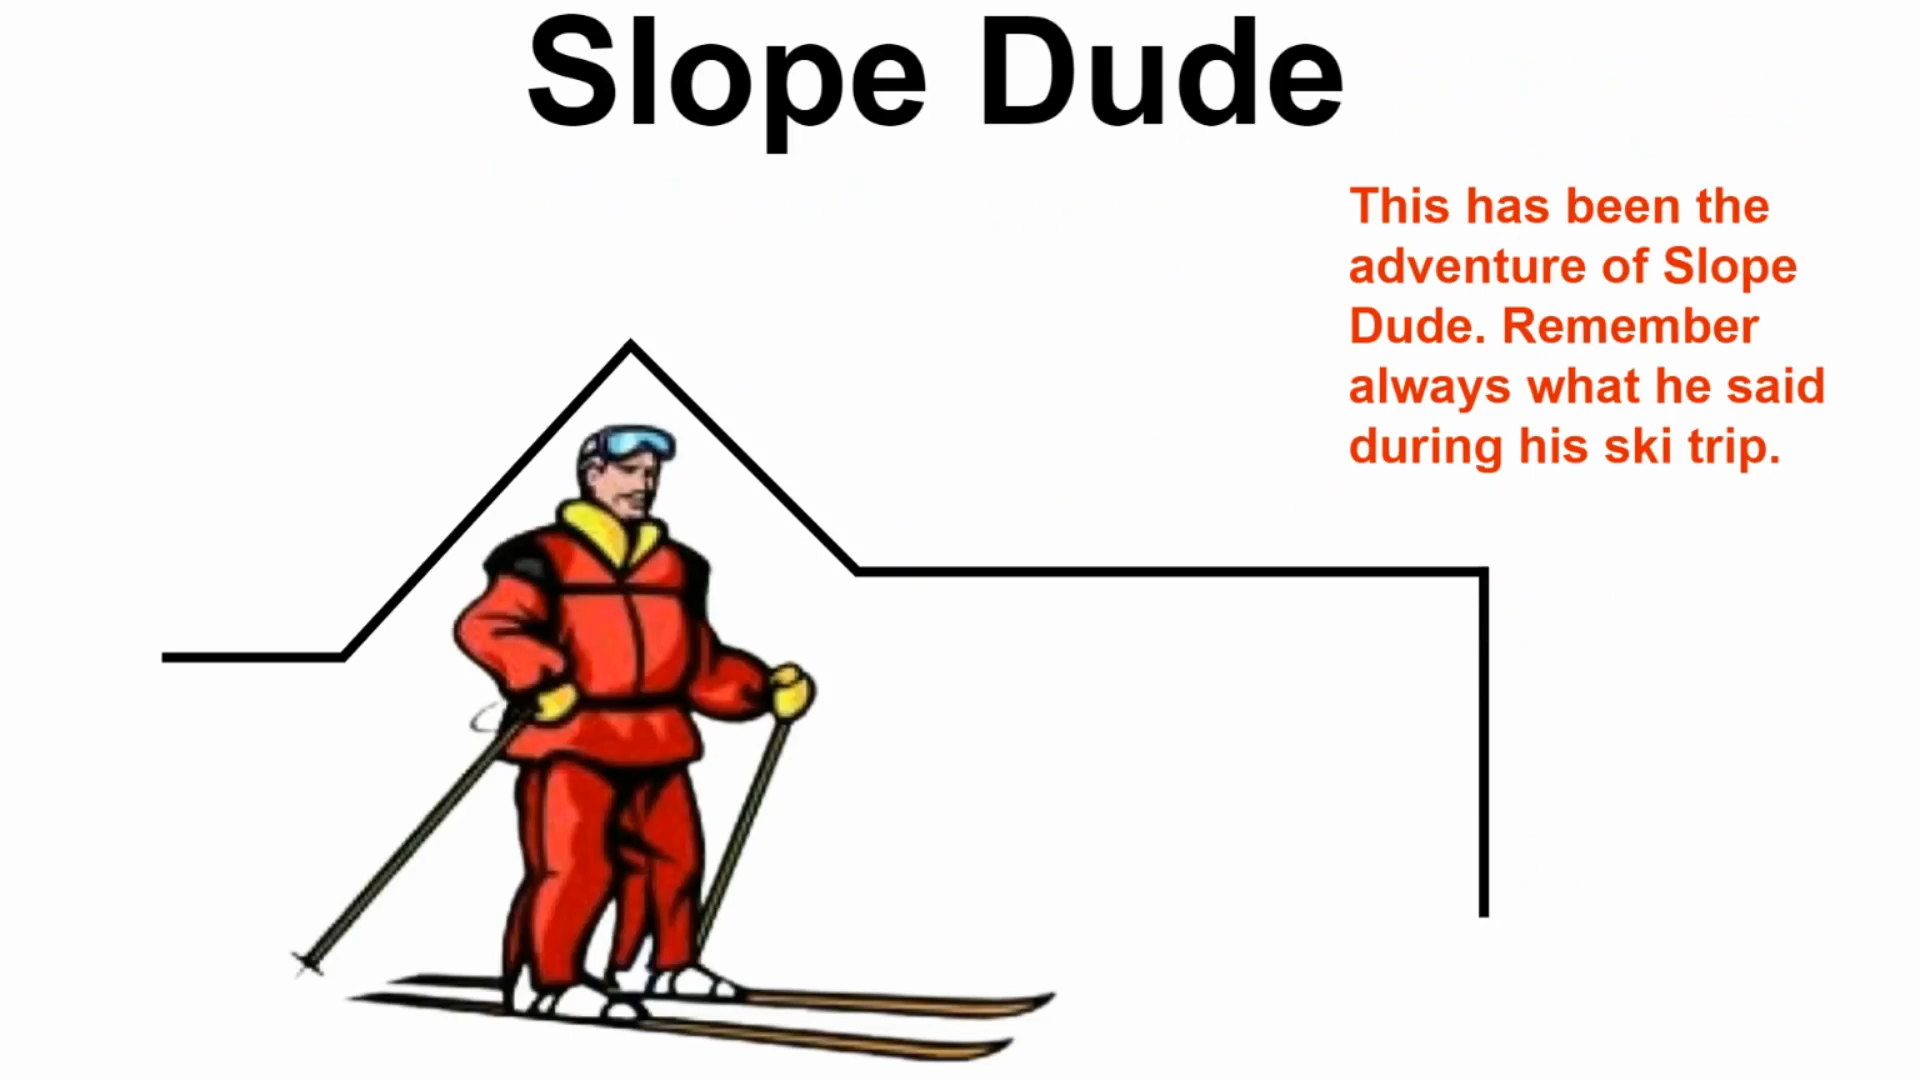 Slope Dude
This has been the
adventure of Slope
Dude. Remember
always what he said
during his ski trip.